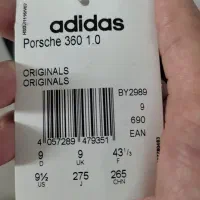 adidas
Porsche 360 1.0
ORIGINALS
ORIGINALS
BY2989
9
690
EAN
4 057289 479351
9 9 43⅓
D UK F
9½ 275 265
US J CHN